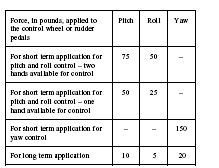 Force, in pounds, applied to Pitch Roll Yaw
the control wheel or rudder
pedals
For short term application for 75 50 –
pitch and roll control – two
hands available for control
For short term application for 50 25 –
pitch and roll control – one
hand available for control
For short term application for – – 150
yaw control
For long term application 10 5 20